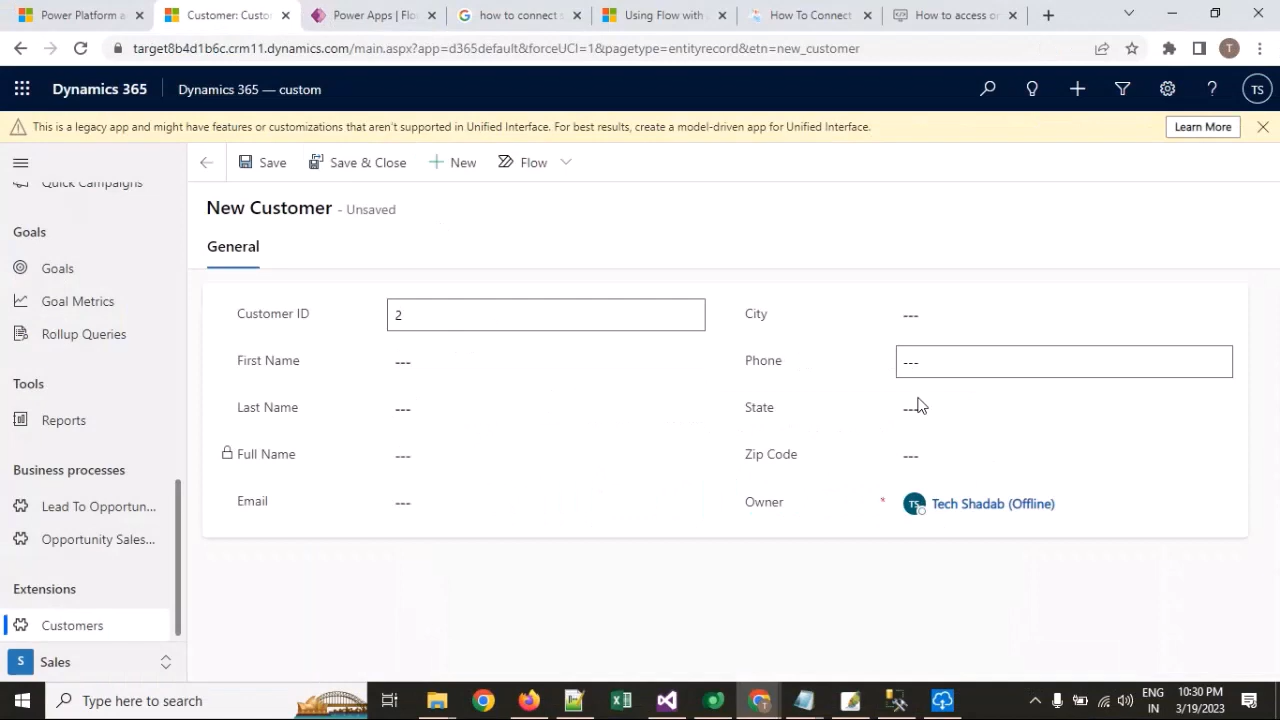 Power Platform a
Customer: Custo
Power Apps | Flo
how to connect s
Using Flow with
How To Connect
How to access or
target8b4d1b6c.crm11.dynamics.com/main.aspx?app=d365default&forceUCI=1&pagetype=entityrecord&etn=new_customer
T
Dynamics 365
Dynamics 365 — custom
TS
This is a legacy app and might have features or customizations that aren't supported in Unified Interface. For best results, create a model-driven app for Unified Interface.
Learn More
Save
Save & Close
New
Flow
Quick Campaigns
Goals
Goals
Goal Metrics
Rollup Queries
Tools
Reports
Business processes
Lead To Opportun...
Opportunity Sales...
Extensions
Customers
S
Sales
New Customer - Unsaved
General
Customer ID
2
First Name
---
Last Name
---
Full Name
---
Email
---
City
---
Phone
---
State
---
Zip Code
---
Owner
*
TS
Tech Shadab (Offline)
Type here to search
ENG
IN
10:30 PM
3/19/2023